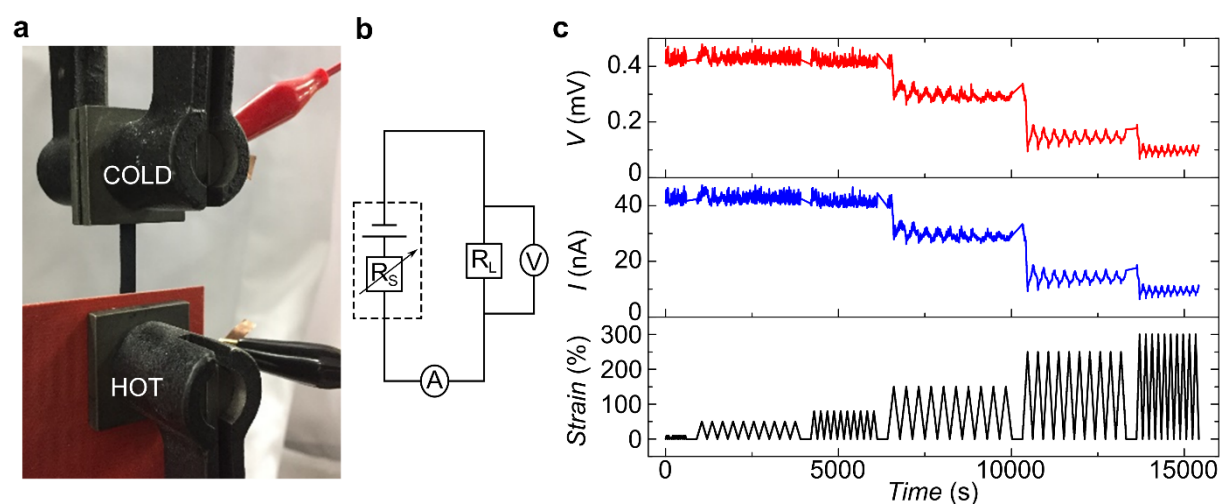 a
COLD
HOT
b
R_S
R_L
V
A
c
V (mV)
0.4
0.2
0
I (nA)
40
20
0
Strain (%)
300
200
100
0
0
5000
10000
15000
Time (s)